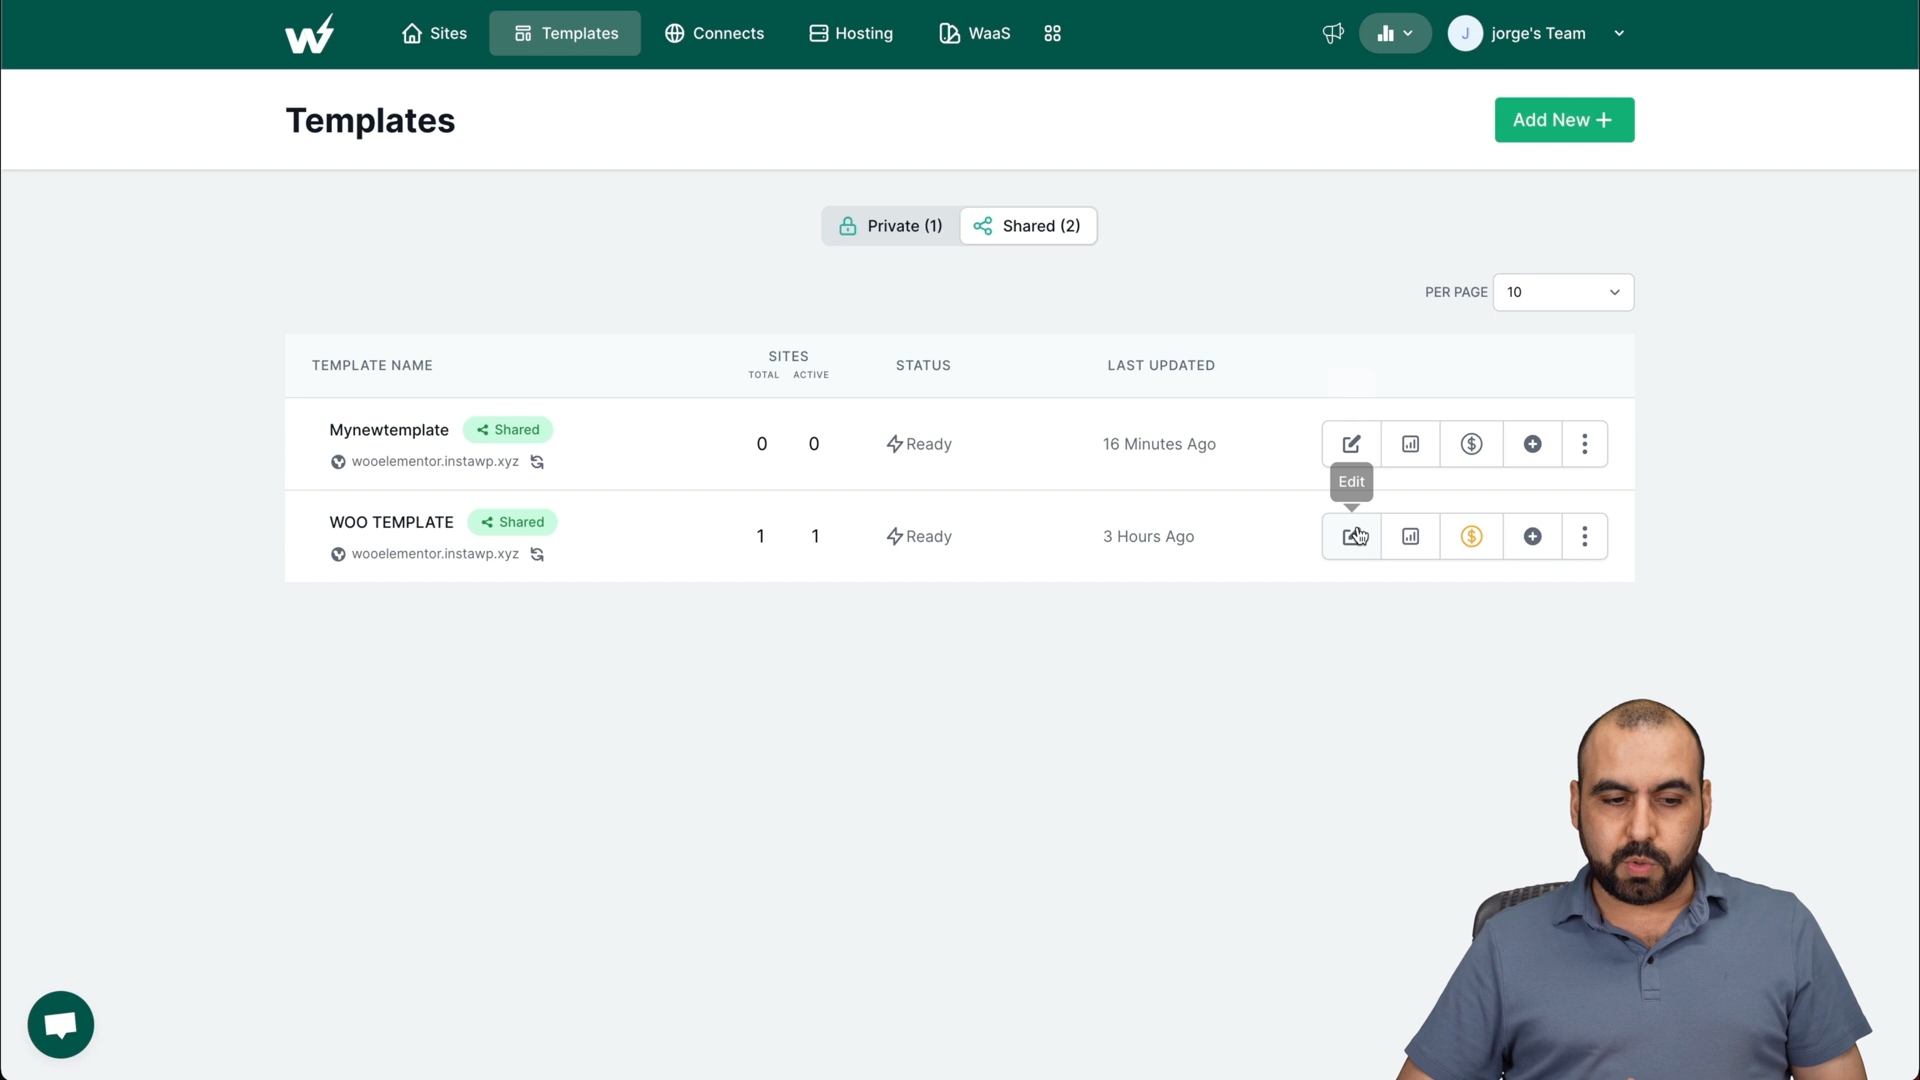 Sites
Templates
Connects
Hosting
WaaS
J
jorge's Team
Templates
Add New +
Private (1)
Shared (2)
PER PAGE 10
TEMPLATE NAME
SITES
TOTAL ACTIVE
STATUS
LAST UPDATED
Mynewtemplate
Shared
wooelementor.instawp.xyz
0 0
Ready
16 Minutes Ago
Edit
WOO TEMPLATE
Shared
wooelementor.instawp.xyz
1 1
Ready
3 Hours Ago